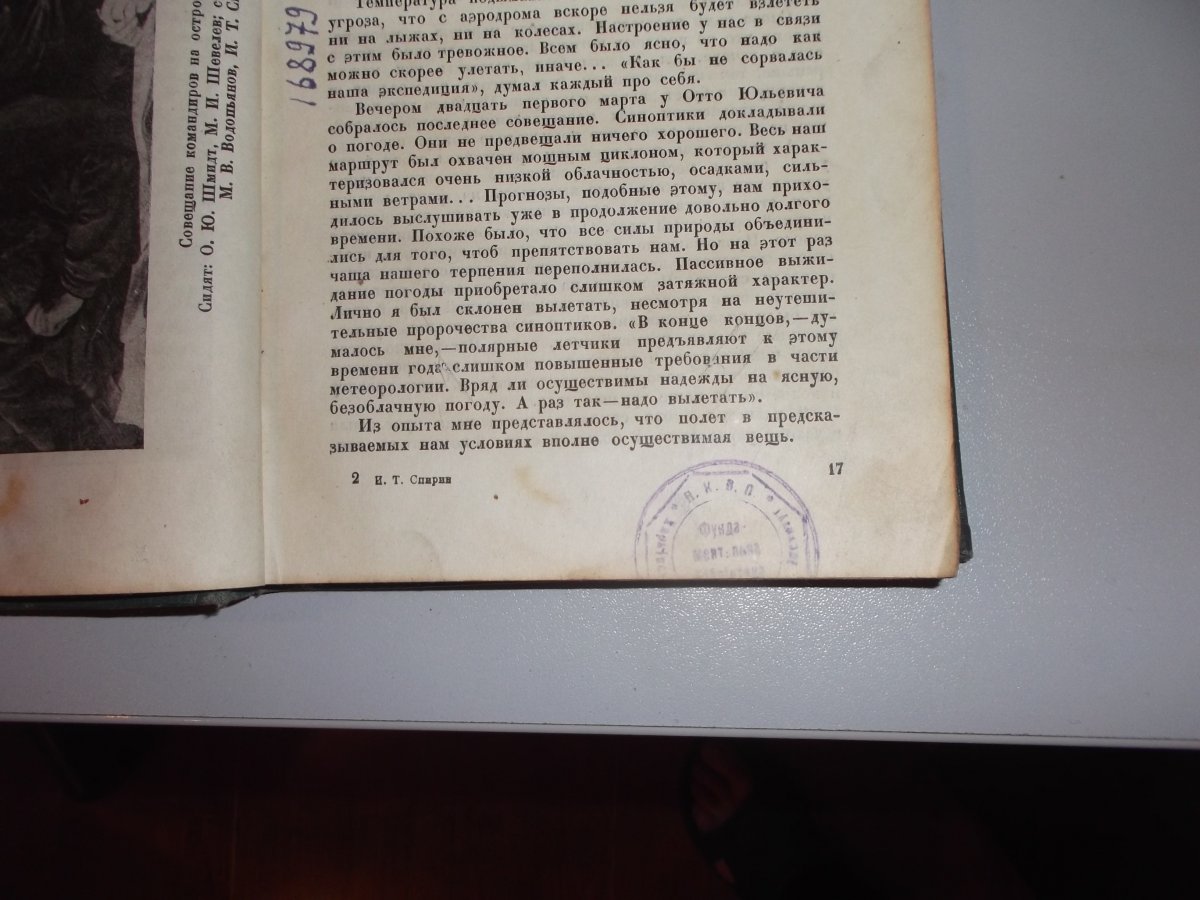 Совещание командиров на
Сидят: О. Ю. Шмидт, М. И. Шевелев;
М. В. Водопьянов, И. Т.
168979
Температура
угроза, что с аэродрома вскоре нельзя будет взлететь
ни на лыжах, ни на колесах. Настроение у нас в связи
с этим было тревожное. Всем было ясно, что надо как
можно скорее улетать, иначе... «Как бы не сорвалась
наша экспедиция», думал каждый про себя.
Вечером двадцать первого марта у Отто Юльевича
собралось последнее совещание. Синоптики докладывали
о погоде. Они не предвещали ничего хорошего. Весь наш
маршрут был охвачен мощным циклоном, который харак-
теризовался очень низкой облачностью, осадками, силь-
ными ветрами... Прогнозы, подобные этому, нам прихо-
дилось выслушивать уже в продолжение довольно долгого
времени. Похоже было, что все силы природы объедини-
лись для того, чтоб препятствовать нам. Но на этот раз
чаща нашего терпения переполнилась. Пассивное выжи-
дание погоды приобретало слишком затяжной характер.
Лично я был склонен вылетать, несмотря на неутеши-
тельные пророчества синоптиков. «В конце концов,—ду-
малось мне,—полярные летчики предъявляют к этому
времени года слишком повышенные требования в части
метеорологии. Вряд ли осуществимы надежды на ясную,
безоблачную погоду. А раз так—надо вылетать».
Из опыта мне представлялось, что полет в предска-
зываемых нам условиях вполне осуществимая вещь.
2 И. Т. Спирин
17
Фунда-